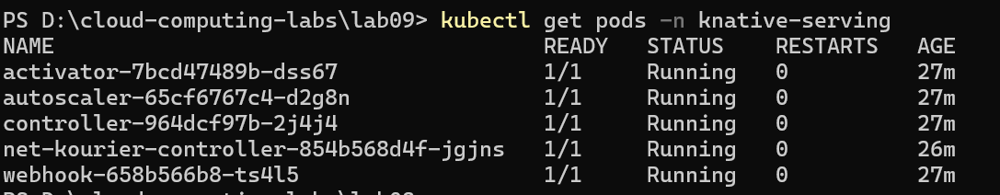 PS D:\cloud-computing-labs\lab09> kubectl get pods -n knative-serving
NAME READY STATUS RESTARTS AGE
activator-7bcd47489b-dss67 1/1 Running 0 27m
autoscaler-65cf6767c4-d2g8n 1/1 Running 0 27m
controller-964dcf97b-2j4j4 1/1 Running 0 27m
net-kourier-controller-854b568d4f-jgjns 1/1 Running 0 26m
webhook-658b566b8-ts4l5 1/1 Running 0 27m